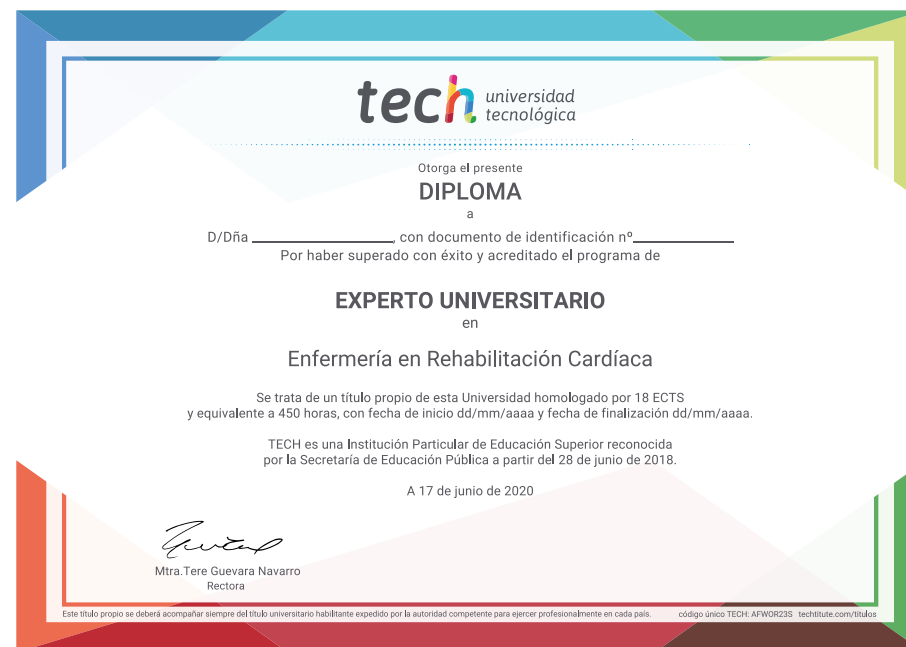 tech universidad
tecnológica
Otorga el presente
DIPLOMA
a
D/Dña ____________________, con documento de identificación nº______________
Por haber superado con éxito y acreditado el programa de
EXPERTO UNIVERSITARIO
en
Enfermería en Rehabilitación Cardíaca
Se trata de un título propio de esta Universidad homologado por 18 ECTS
y equivalente a 450 horas, con fecha de inicio dd/mm/aaaa y fecha de finalización dd/mm/aaaa.
TECH es una Institución Particular de Educación Superior reconocida
por la Secretaría de Educación Pública a partir del 28 de junio de 2018.
A 17 de junio de 2020
Mtra.Tere Guevara Navarro
Rectora
Este título propio se deberá acompañar siempre del título universitario habilitante expedido por la autoridad competente para ejercer profesionalmente en cada país. código único TECH: AFWOR23S techtitute.com/titulos